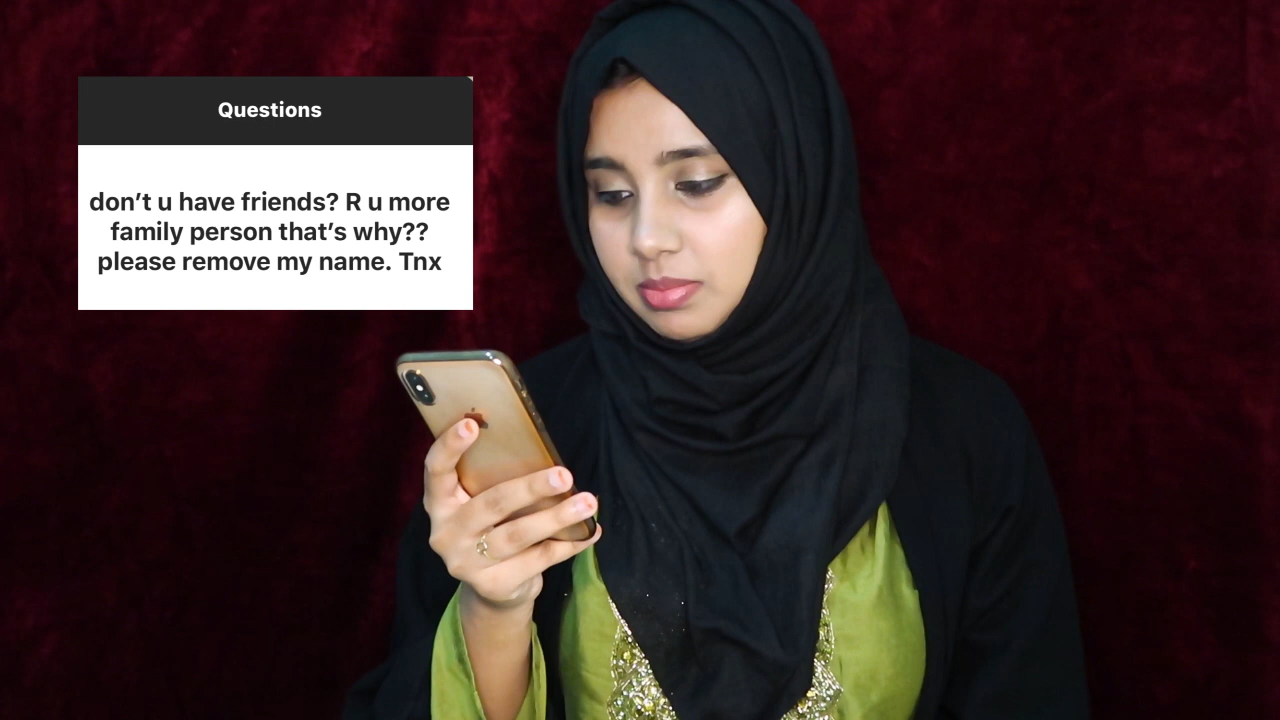 Questions
don’t u have friends? R u more
family person that’s why??
please remove my name. Tnx